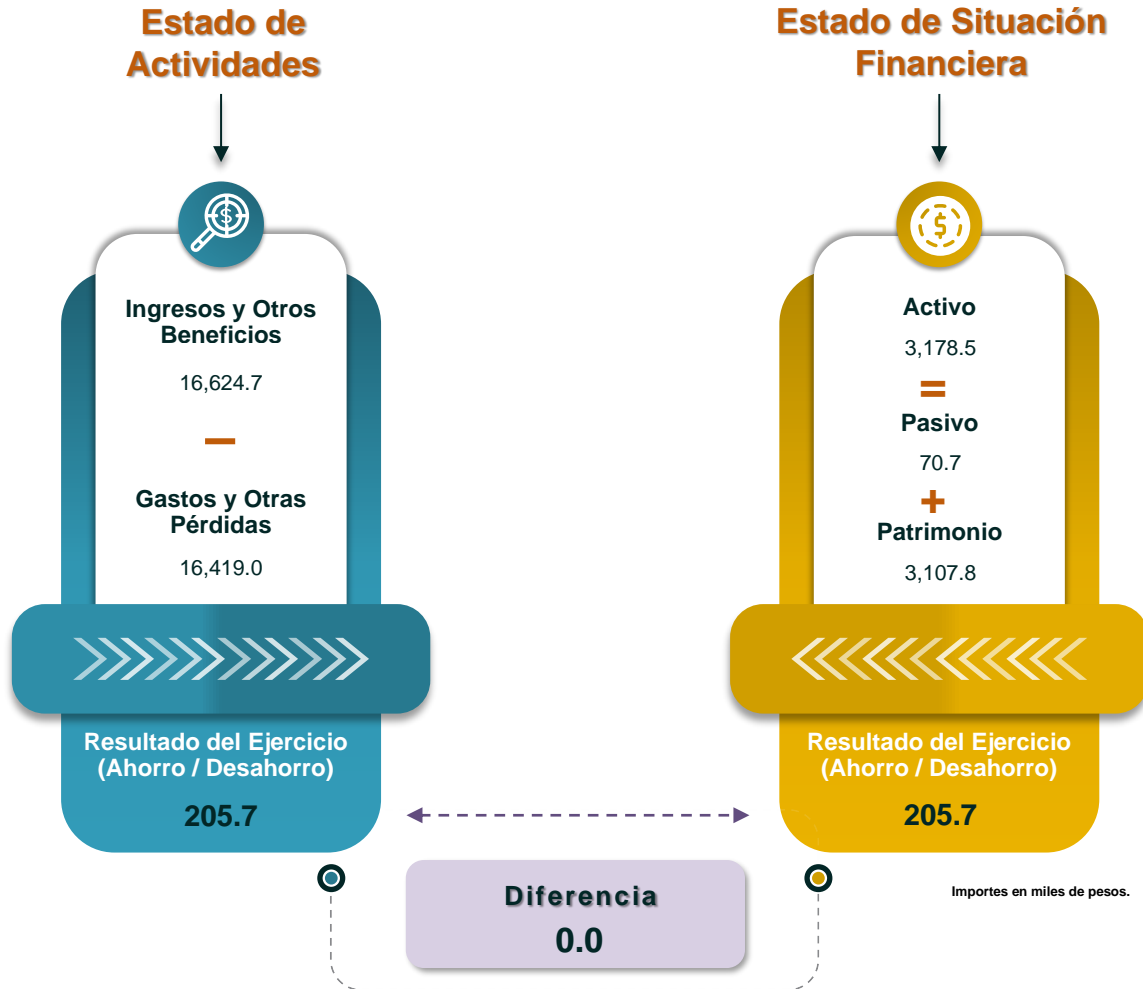 Estado de
Actividades
$
Ingresos y Otros
Beneficios
16,624.7
–
Gastos y Otras
Pérdidas
16,419.0
Resultado del Ejercicio
(Ahorro / Desahorro)
205.7
Estado de Situación
Financiera
$
Activo
3,178.5
=
Pasivo
70.7
+
Patrimonio
3,107.8
Resultado del Ejercicio
(Ahorro / Desahorro)
205.7
Diferencia
0.0
Importes en miles de pesos.